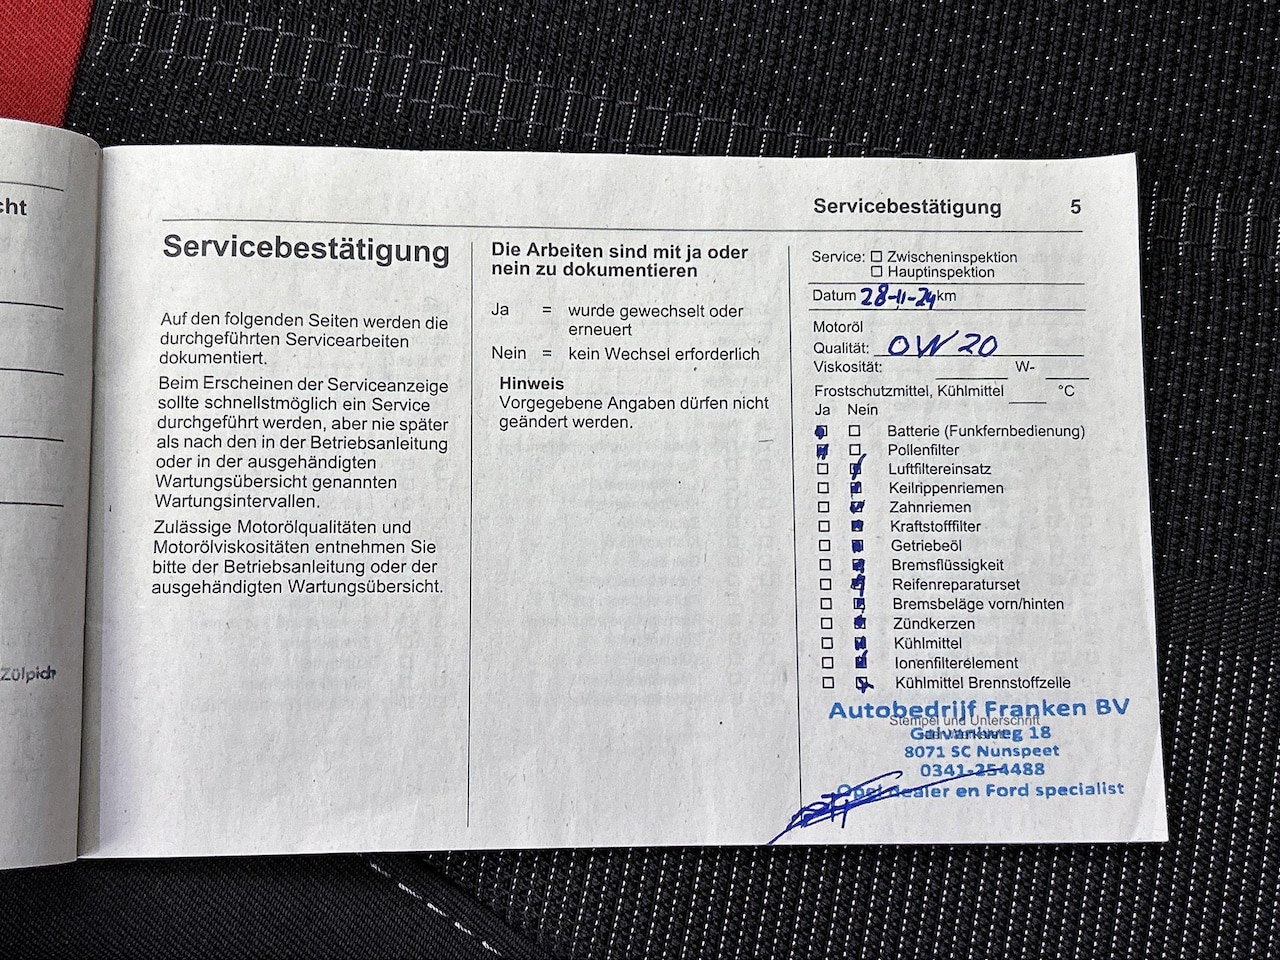 cht
Zülpich
Servicebestätigung 5
Servicebestätigung
Auf den folgenden Seiten werden die
durchgeführten Servicearbeiten
dokumentiert.
Beim Erscheinen der Serviceanzeige
sollte schnellstmöglich ein Service
durchgeführt werden, aber nie später
als nach den in der Betriebsanleitung
oder in der ausgehändigten
Wartungsübersicht genannten
Wartungsintervallen.
Zulässige Motorölqualitäten und
Motorölviskositäten entnehmen Sie
bitte der Betriebsanleitung oder der
ausgehändigten Wartungsübersicht.
Die Arbeiten sind mit ja oder
nein zu dokumentieren
Ja = wurde gewechselt oder
erneuert
Nein = kein Wechsel erforderlich
Hinweis
Vorgegebene Angaben dürfen nicht
geändert werden.
Service: Zwischeninspektion
Hauptinspektion
Datum 28-11-24 km
Motoröl
Qualität: 0W20
Viskosität: W-
Frostschutzmittel, Kühlmittel °C
Ja Nein
Batterie (Funkfernbedienung)
Pollenfilter
Luftfiltereinsatz
Keilrippenriemen
Zahnriemen
Kraftstofffilter
Getriebeöl
Bremsflüssigkeit
Reifenreparaturset
Bremsbeläge vorn/hinten
Zündkerzen
Kühlmittel
Ionenfilterelement
Kühlmittel Brennstoffzelle
Autobedrijf Franken BV
Stempel und Unterschrift
Galvaniweg 18
8071 SC Nunspeet
0341-254488
Opel dealer en Ford specialist